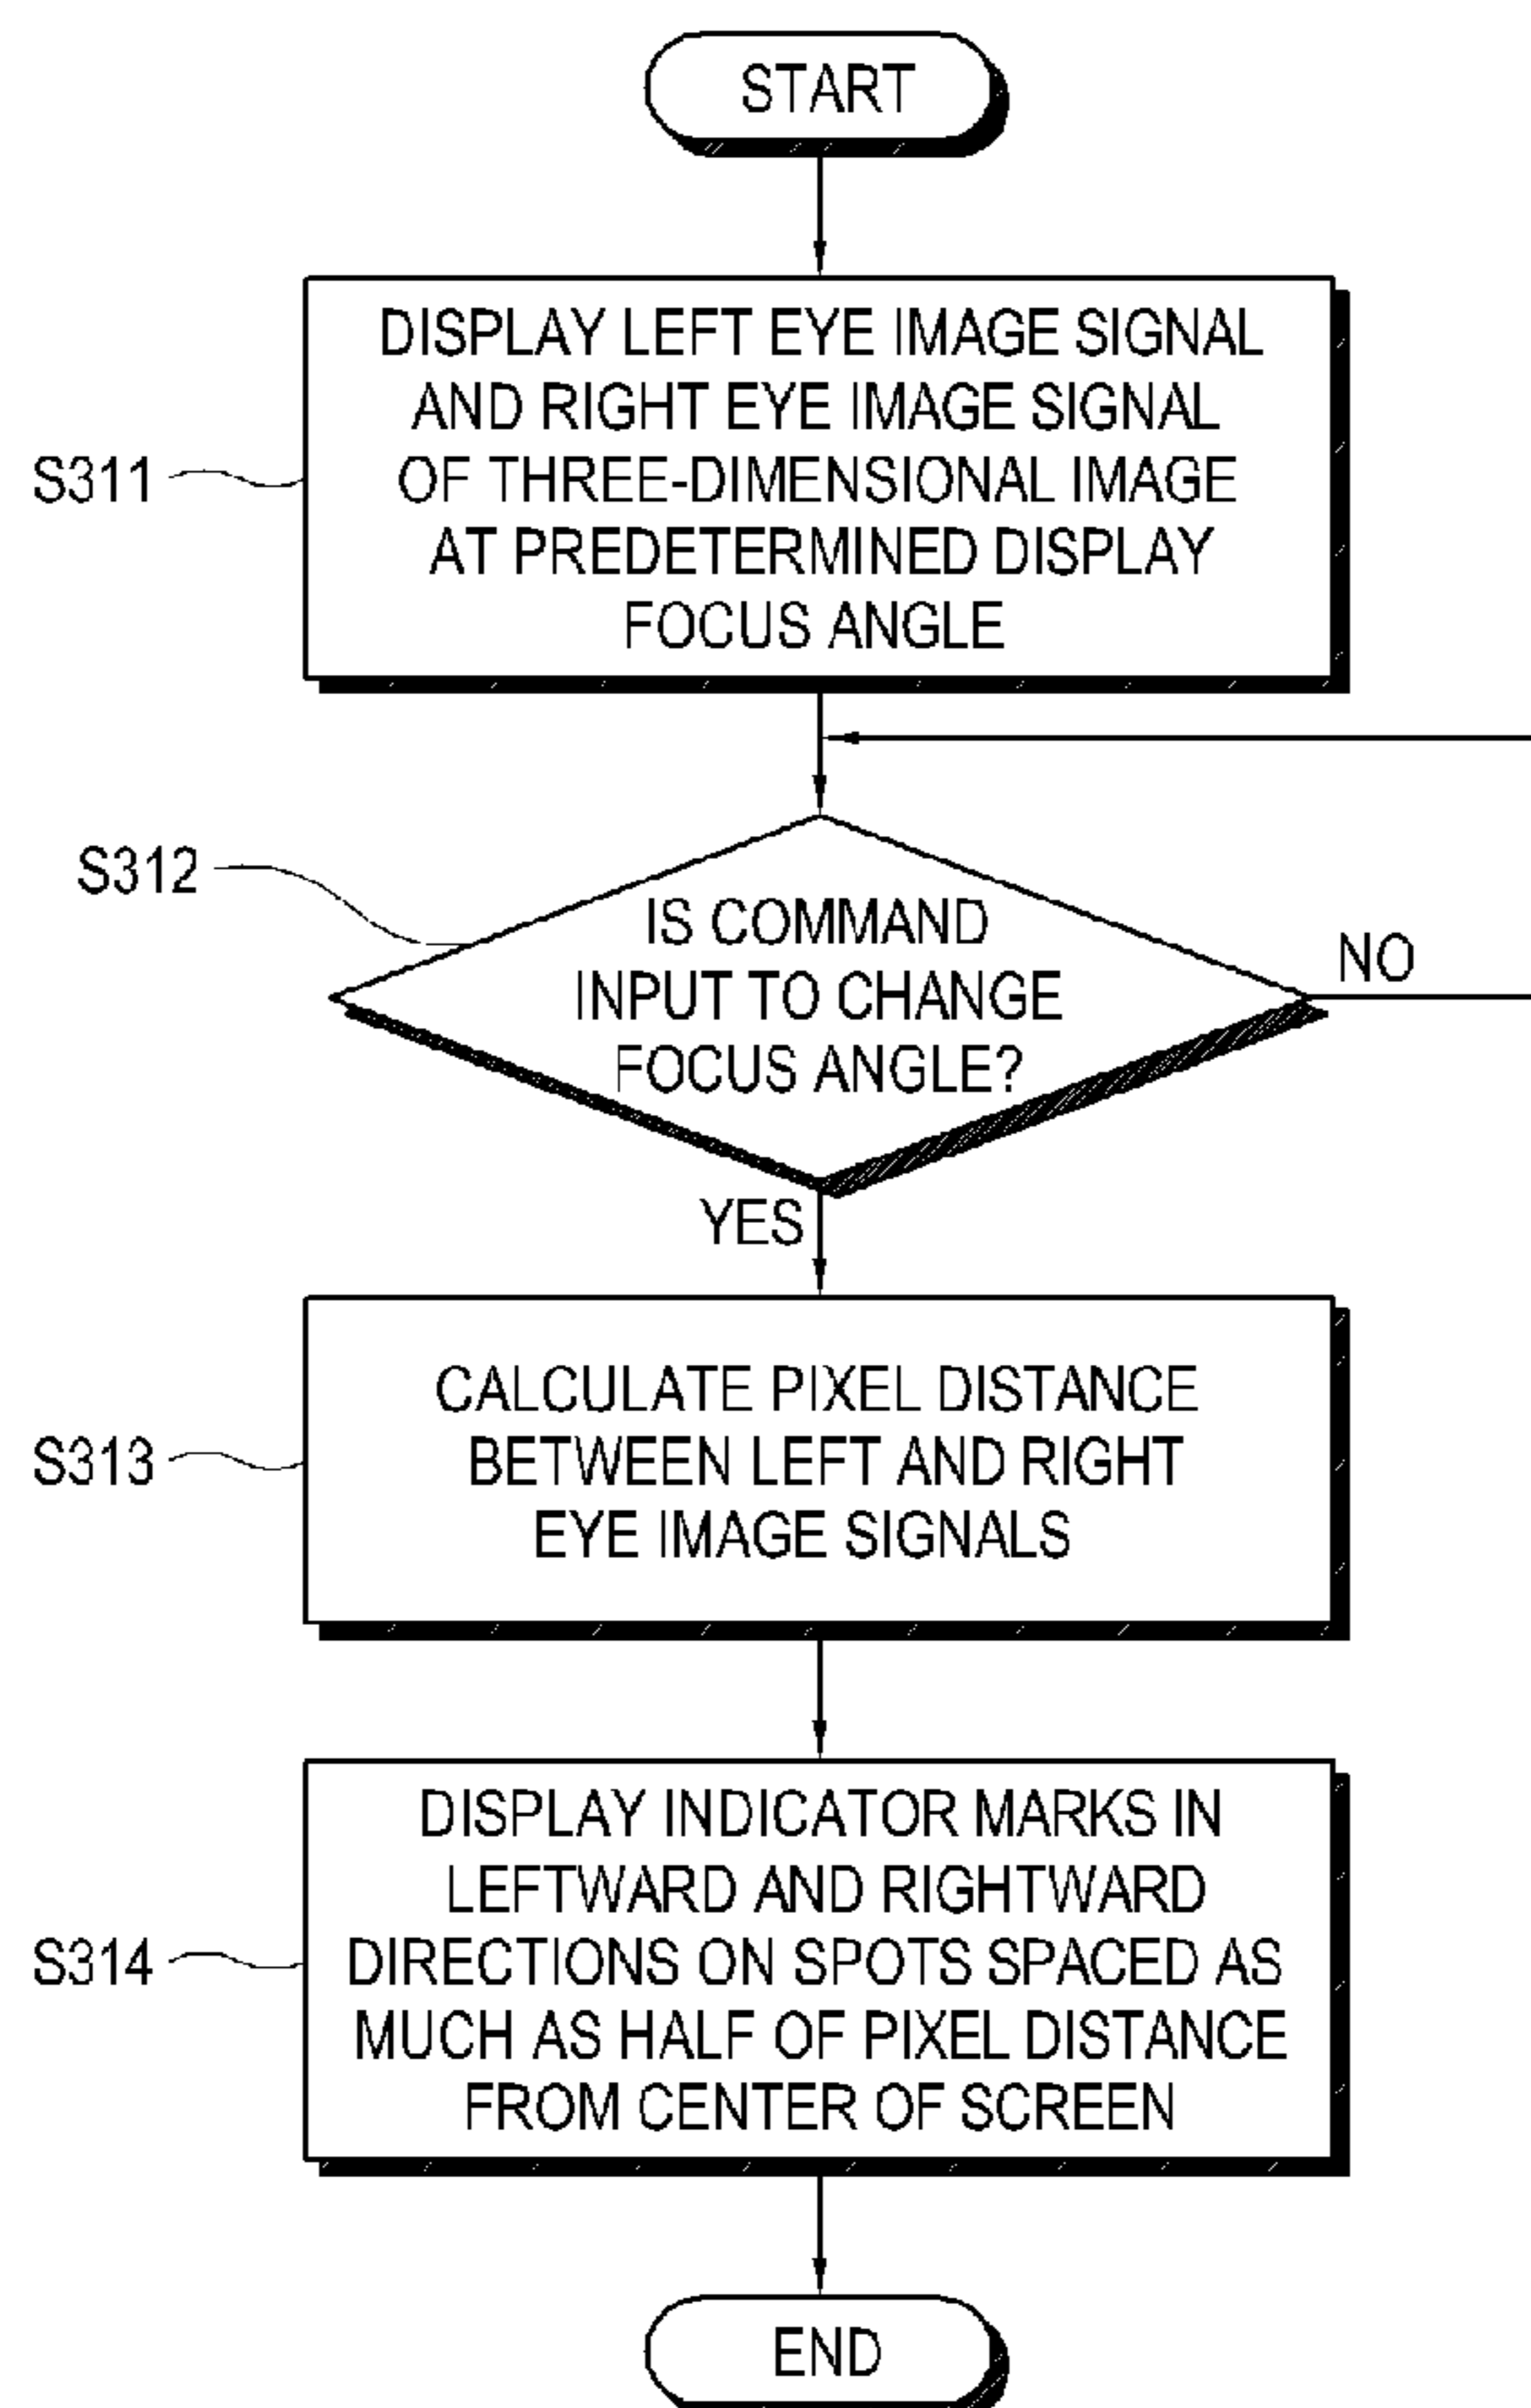 START
DISPLAY LEFT EYE IMAGE SIGNAL
AND RIGHT EYE IMAGE SIGNAL
S311
OF THREE-DIMENSIONAL IMAGE
AT PREDETERMINED DISPLAY
FOCUS ANGLE
S312
IS COMMAND
INPUT TO CHANGE
FOCUS ANGLE?
NO
YES
CALCULATE PIXEL DISTANCE
S313
BETWEEN LEFT AND RIGHT
EYE IMAGE SIGNALS
DISPLAY INDICATOR MARKS IN
LEFTWARD AND RIGHTWARD
S314
DIRECTIONS ON SPOTS SPACED AS
MUCH AS HALF OF PIXEL DISTANCE
FROM CENTER OF SCREEN
END